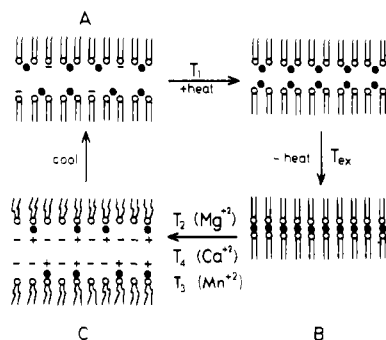 A
T₁
+heat
-heat
Tex
cool
T₂ (Mg⁺²)
T₄ (Ca⁺²)
T₃ (Mn⁺²)
C
B